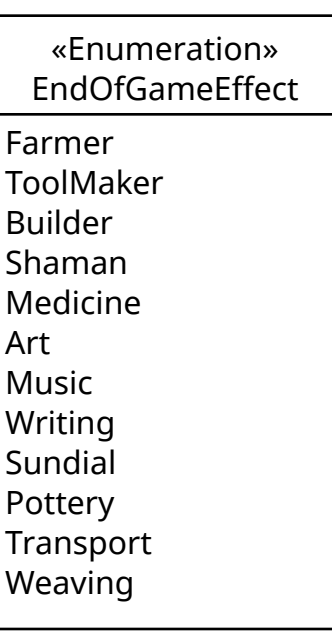 «Enumeration»
EndOfGameEffect
Farmer
ToolMaker
Builder
Shaman
Medicine
Art
Music
Writing
Sundial
Pottery
Transport
Weaving